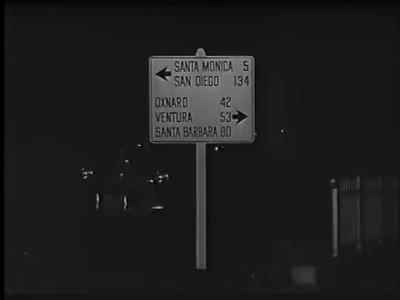 SANTA MONICA 5
SAN DIEGO 134
OXNARD 42
VENTURA 53
SANTA BARBARA 80